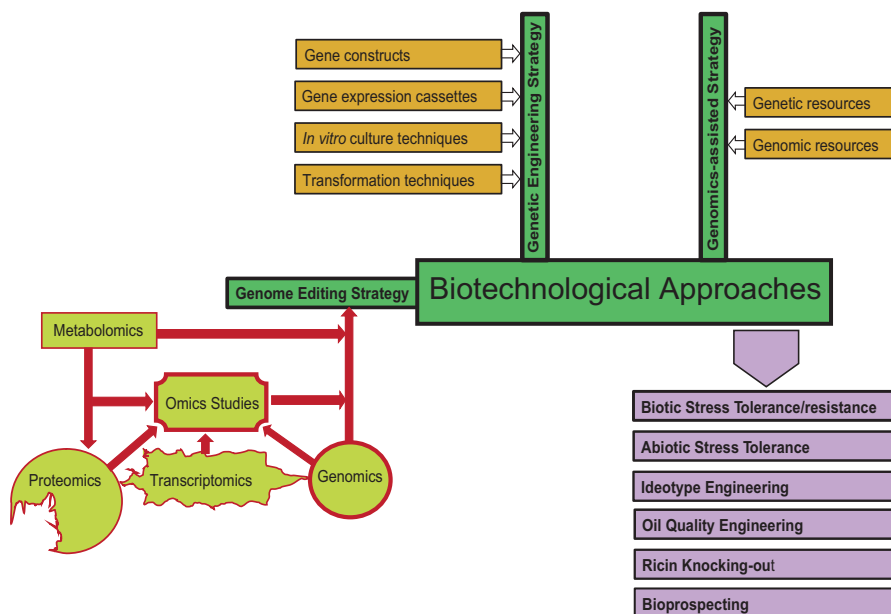 Gene constructs
Gene expression cassettes
In vitro culture techniques
Transformation techniques
Genetic Engineering Strategy
Genomics-assisted Strategy
Genetic resources
Genomic resources
Genome Editing Strategy
Biotechnological Approaches
Metabolomics
Omics Studies
Proteomics
Transcriptomics
Genomics
Biotic Stress Tolerance/resistance
Abiotic Stress Tolerance
Ideotype Engineering
Oil Quality Engineering
Ricin Knocking-out
Bioprospecting